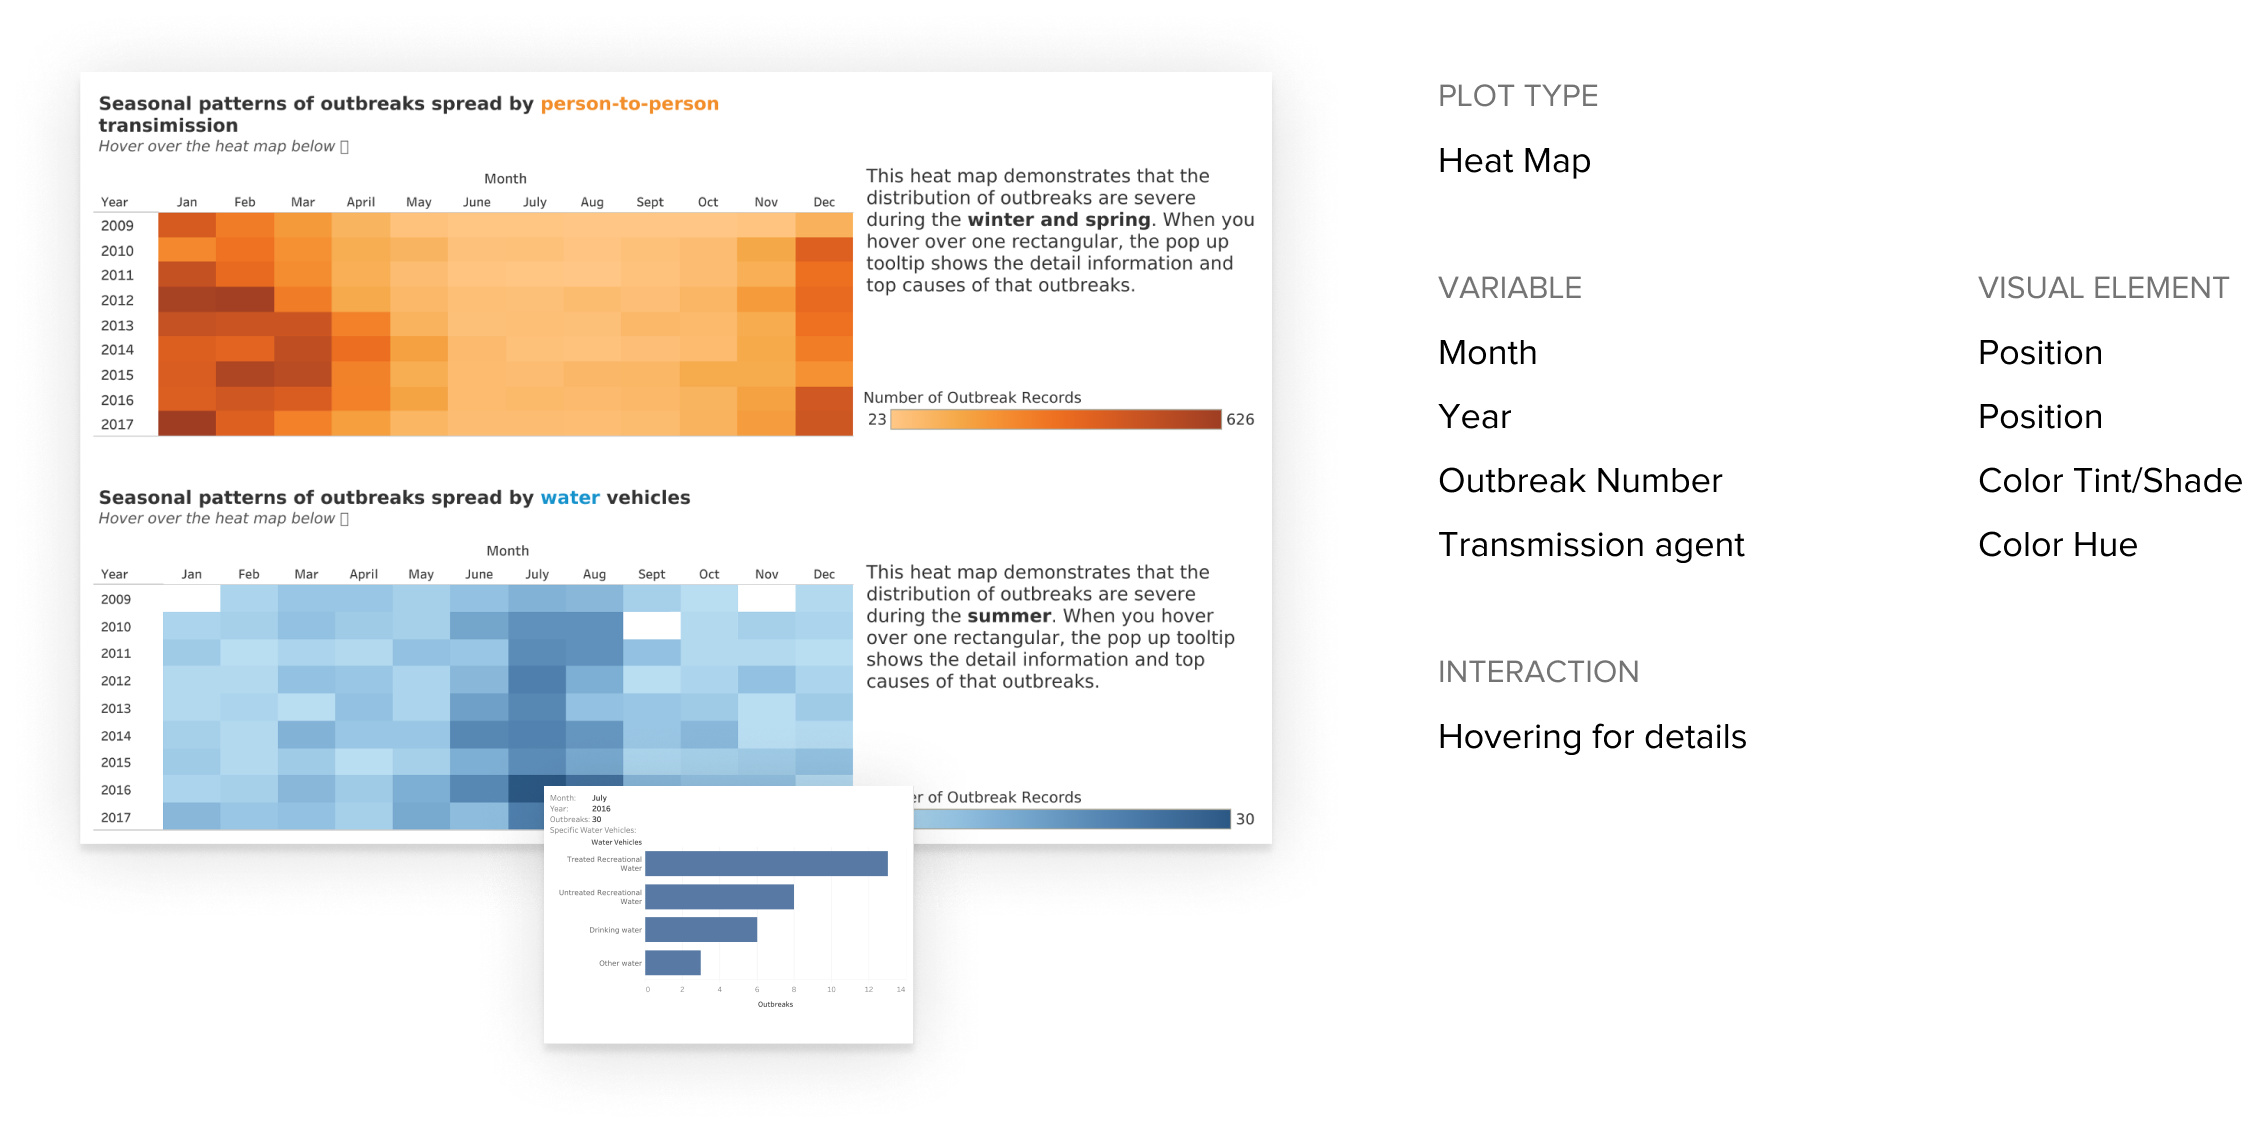 Seasonal patterns of outbreaks spread by person-to-person
transimission
Hover over the heat map below
Month
Year Jan Feb Mar April May June July Aug Sept Oct Nov Dec
2009
2010
2011
2012
2013
2014
2015
2016
2017
This heat map demonstrates that the
distribution of outbreaks are severe
during the winter and spring. When you
hover over one rectangular, the pop up
tooltip shows the detail information and
top causes of that outbreaks.
Number of Outbreak Records
23 626
Seasonal patterns of outbreaks spread by water vehicles
Hover over the heat map below
Month
Year Jan Feb Mar April May June July Aug Sept Oct Nov Dec
2009
2010
2011
2012
2013
2014
2015
2016
2017
This heat map demonstrates that the
distribution of outbreaks are severe
during the summer. When you hover
over one rectangular, the pop up tooltip
shows the detail information and top
causes of that outbreaks.
of Outbreak Records
30
Month: July
Year: 2016
Outbreaks: 30
Specific Water Vehicles:
Water Vehicles
Treated Recreational
Water
Untreated Recreational
Water
Drinking water
Other water
0 2 4 6 8 10 12 14
Outbreaks
PLOT TYPE
Heat Map
VARIABLE VISUAL ELEMENT
Month Position
Year Position
Outbreak Number Color Tint/Shade
Transmission agent Color Hue
INTERACTION
Hovering for details